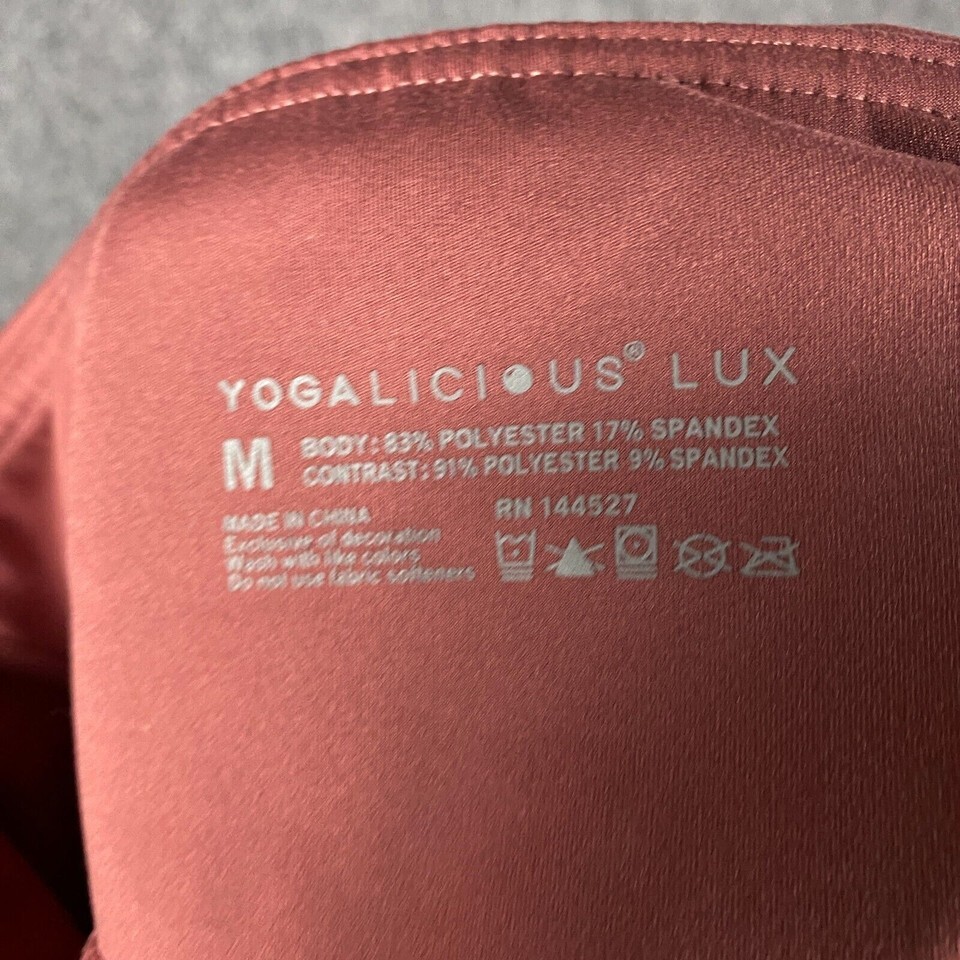 YOGALICIOUS® LUX
M
BODY: 83% POLYESTER 17% SPANDEX
CONTRAST: 91% POLYESTER 9% SPANDEX
MADE IN CHINA
Exclusive of decoration
Wash with like colors
Do not use fabric softeners
RN 144527